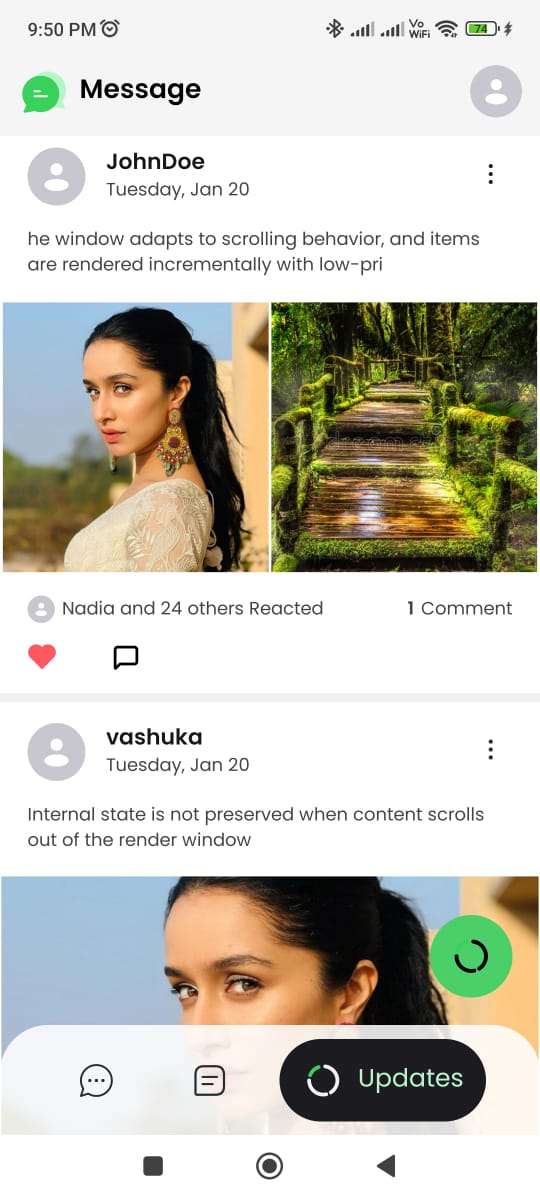 9:50 PM
Vo
WiFi
74
Message
JohnDoe
Tuesday, Jan 20
he window adapts to scrolling behavior, and items
are rendered incrementally with low-pri
Nadia and 24 others Reacted
1 Comment
vashuka
Tuesday, Jan 20
Internal state is not preserved when content scrolls
out of the render window
Updates